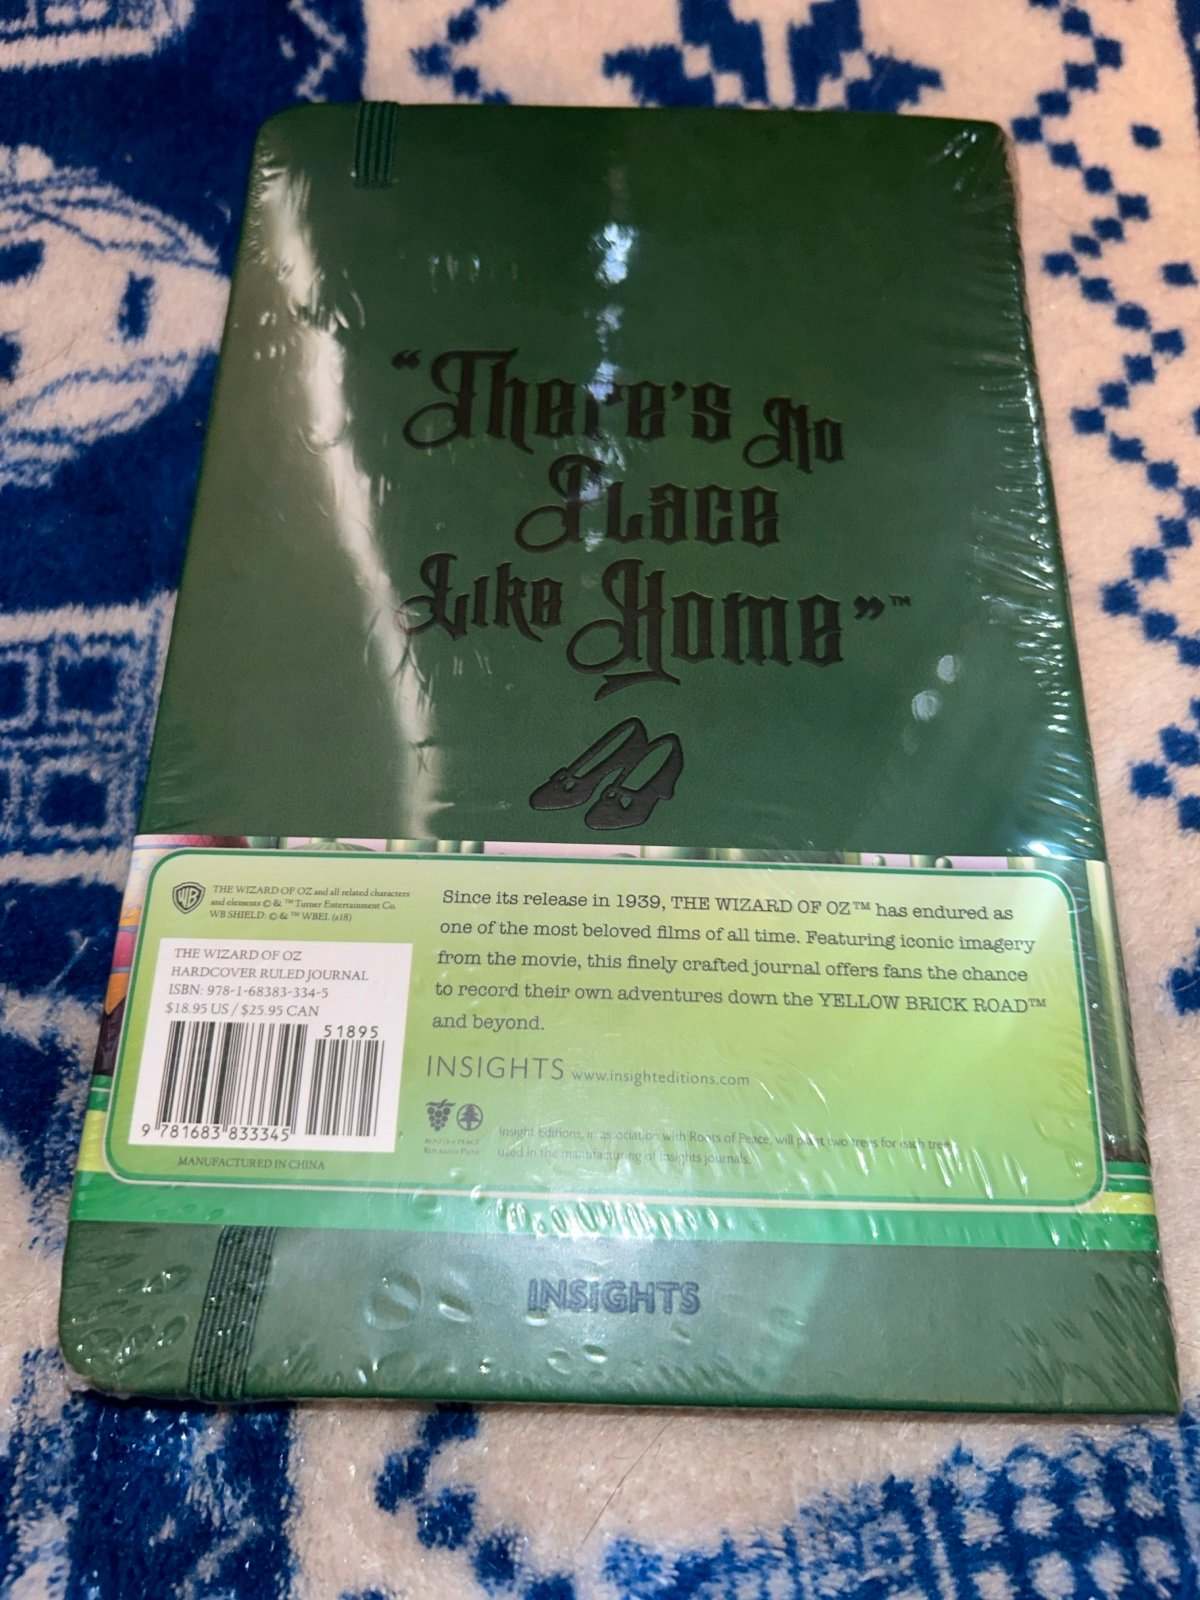 “There's No
Place
Like Home”™
WB
THE WIZARD OF OZ and all related characters
and elements © & ™ Turner Entertainment Co.
WB SHIELD: © & ™ WBEI. (s18)
THE WIZARD OF OZ
HARDCOVER RULED JOURNAL
ISBN: 978-1-68383-334-5
$18.95 US / $25.95 CAN
51895
9 781683 833345
MANUFACTURED IN CHINA
Since its release in 1939, THE WIZARD OF OZ™ has endured as
one of the most beloved films of all time. Featuring iconic imagery
from the movie, this finely crafted journal offers fans the chance
to record their own adventures down the YELLOW BRICK ROAD™
and beyond.
INSIGHTS www.insighteditions.com
ROOTS of PEACE
REPLANTED PAPER
Insight Editions, in association with Roots of Peace, will plant two trees for each tree
used in the manufacturing of Insights journals.
INSIGHTS